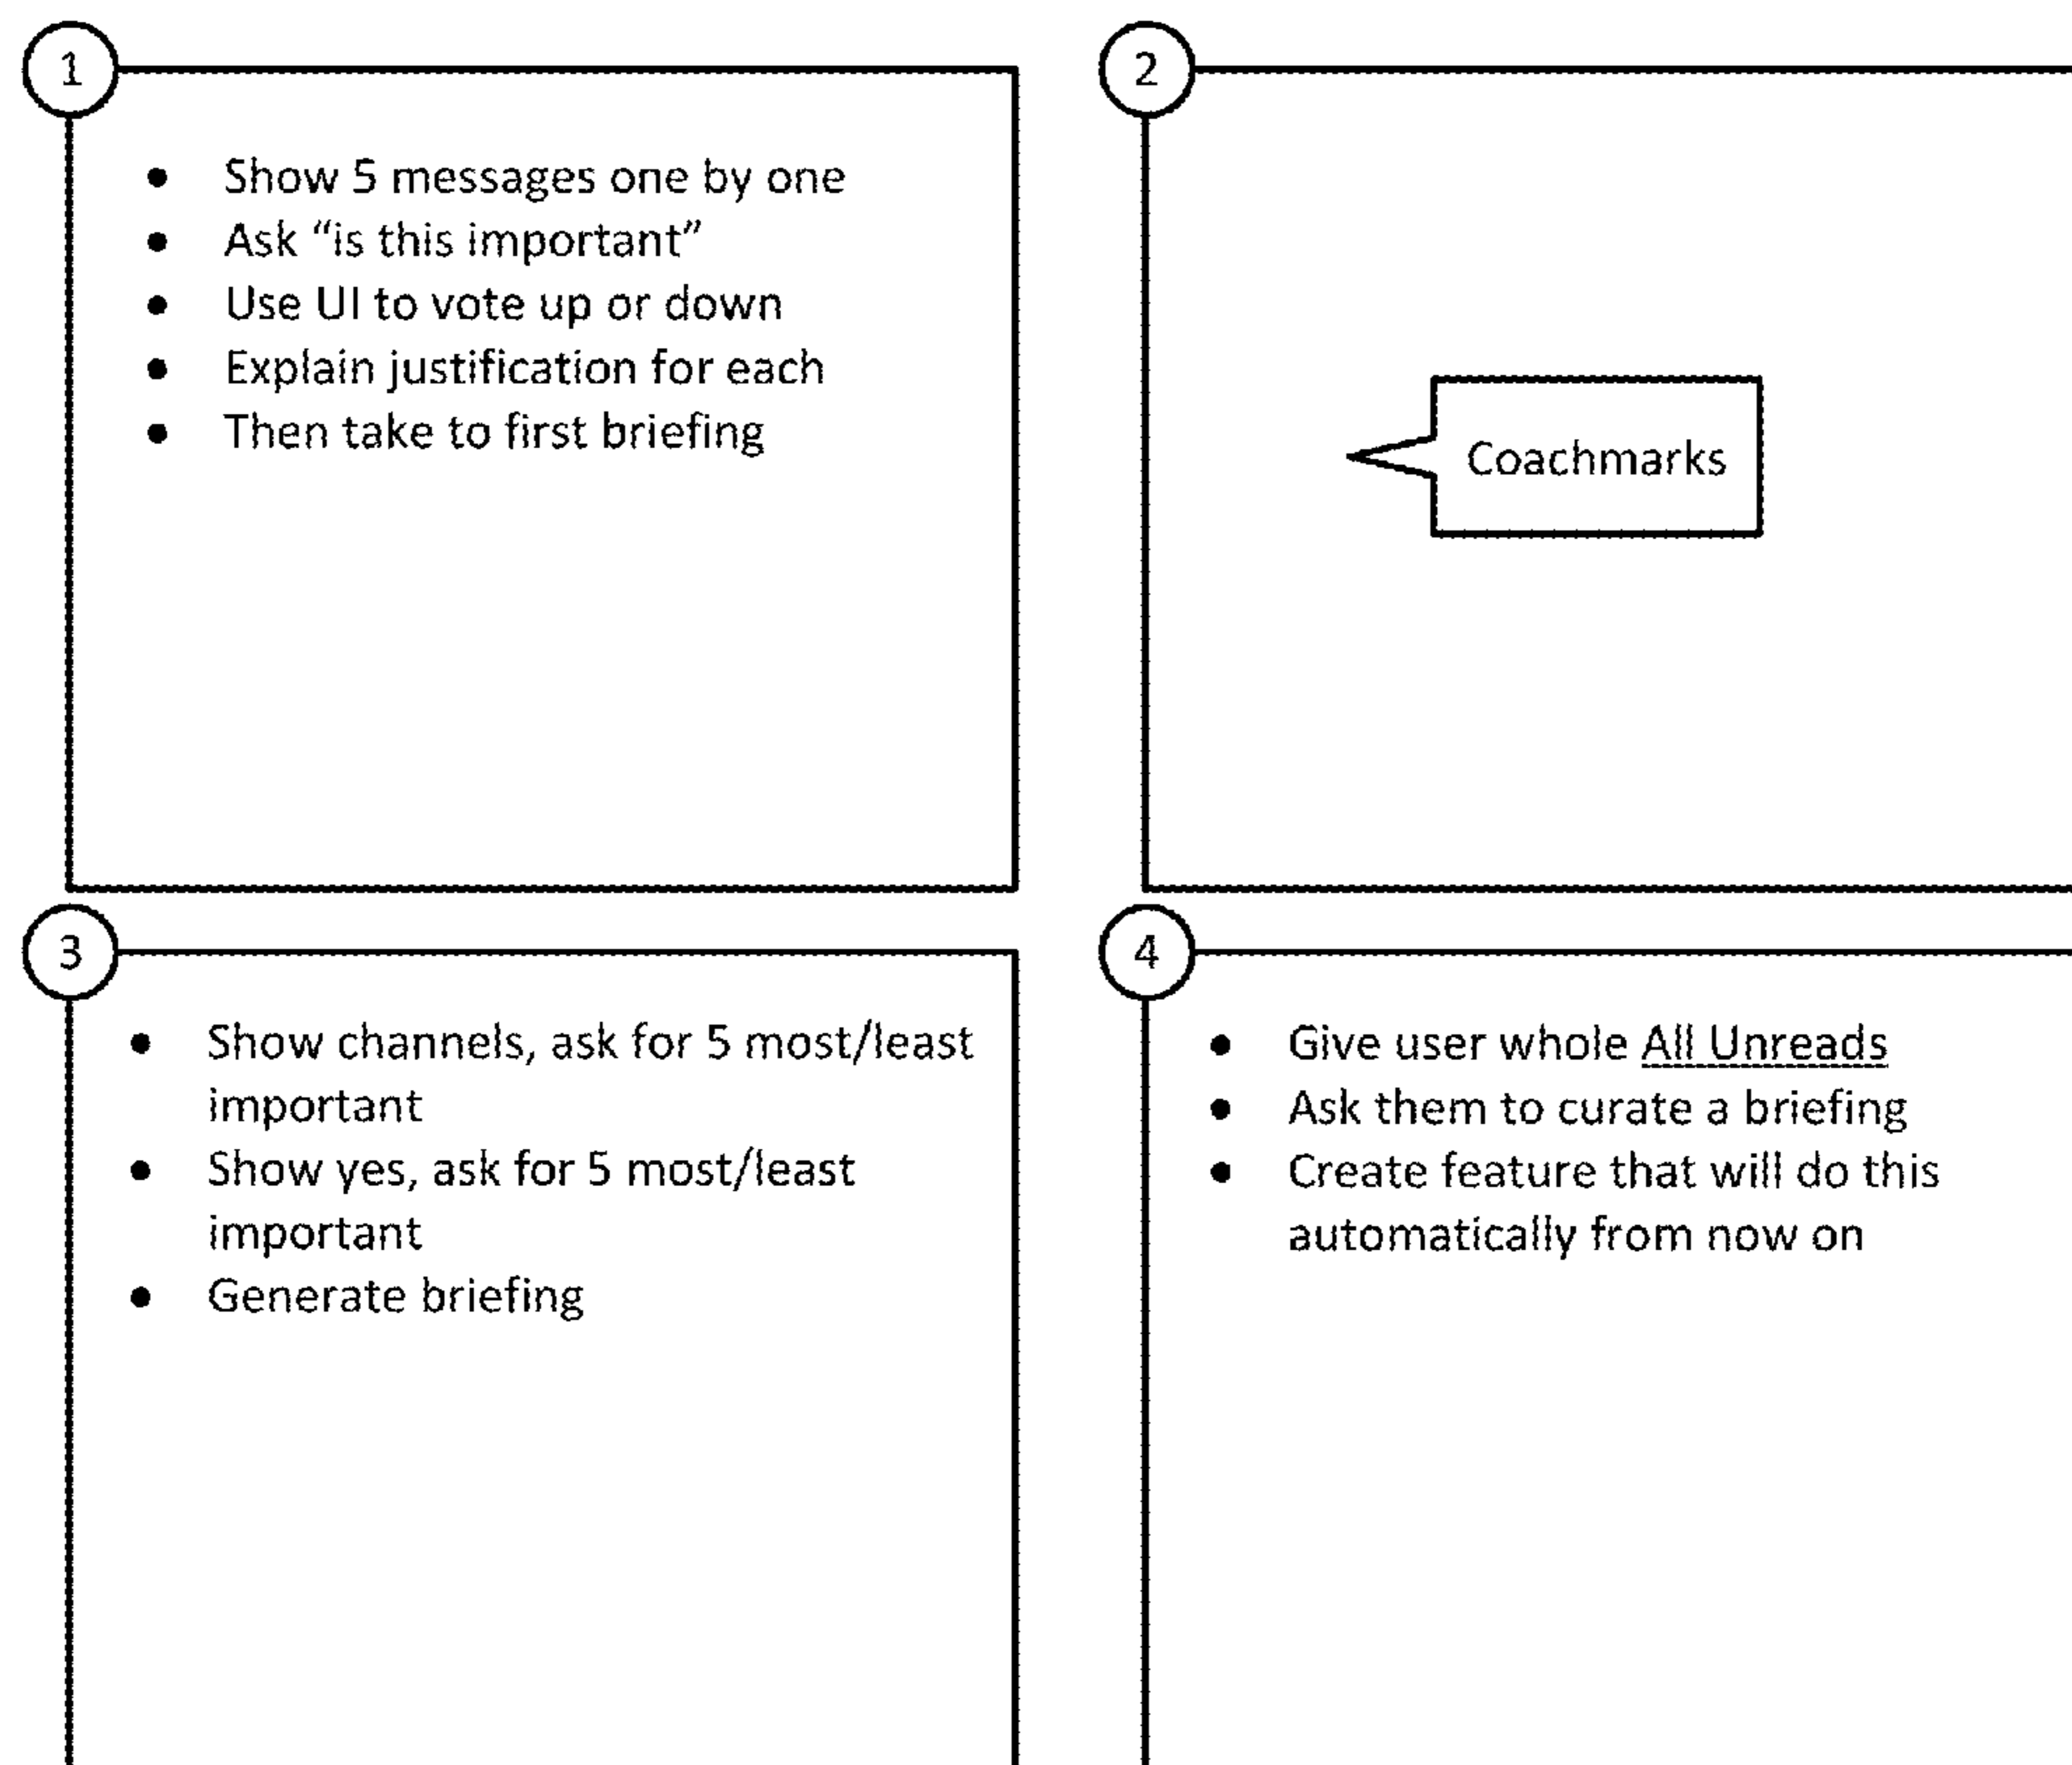 1
• Show 5 messages one by one
• Ask “is this important”
• Use UI to vote up or down
• Explain justification for each
• Then take to first briefing
2
Coachmarks
3
• Show channels, ask for 5 most/least
important
• Show yes, ask for 5 most/least
important
• Generate briefing
4
• Give user whole All Unreads
• Ask them to curate a briefing
• Create feature that will do this
automatically from now on